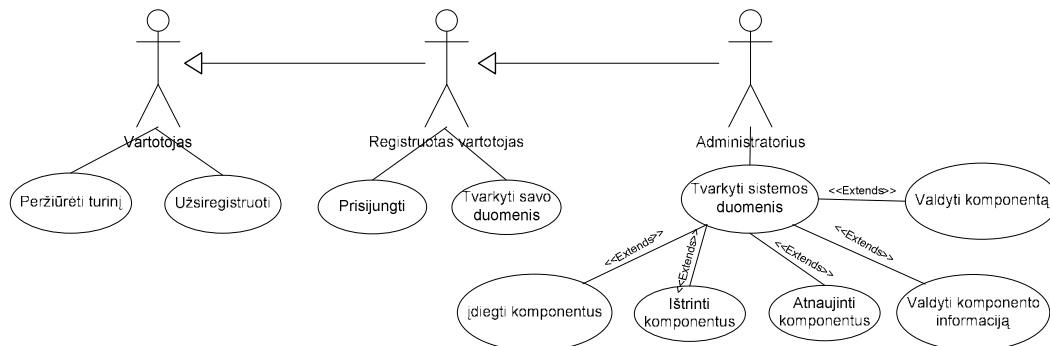 Vartotojas
Registruotas vartotojas
Administratorius
Peržiūrėti turinį
Užsiregistruoti
Prisijungti
Tvarkyti savo
duomenis
Tvarkyti sistemos
duomenis
<<Extends>>
Valdyti komponentą
<<Extends>>
<<Extends>>
<<Extends>>
<<Extends>>
įdiegti komponentus
Ištrinti
komponentus
Atnaujinti
komponentus
Valdyti komponento
informaciją